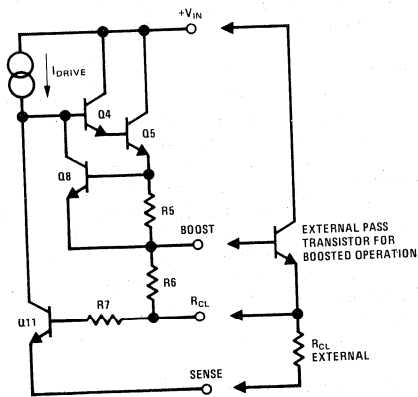 +VIN
IDRIVE
Q4
Q5
Q8
R5
BOOST
EXTERNAL PASS
TRANSISTOR FOR
BOOSTED OPERATION
R6
R7
RCL
Q11
RCL
EXTERNAL
SENSE